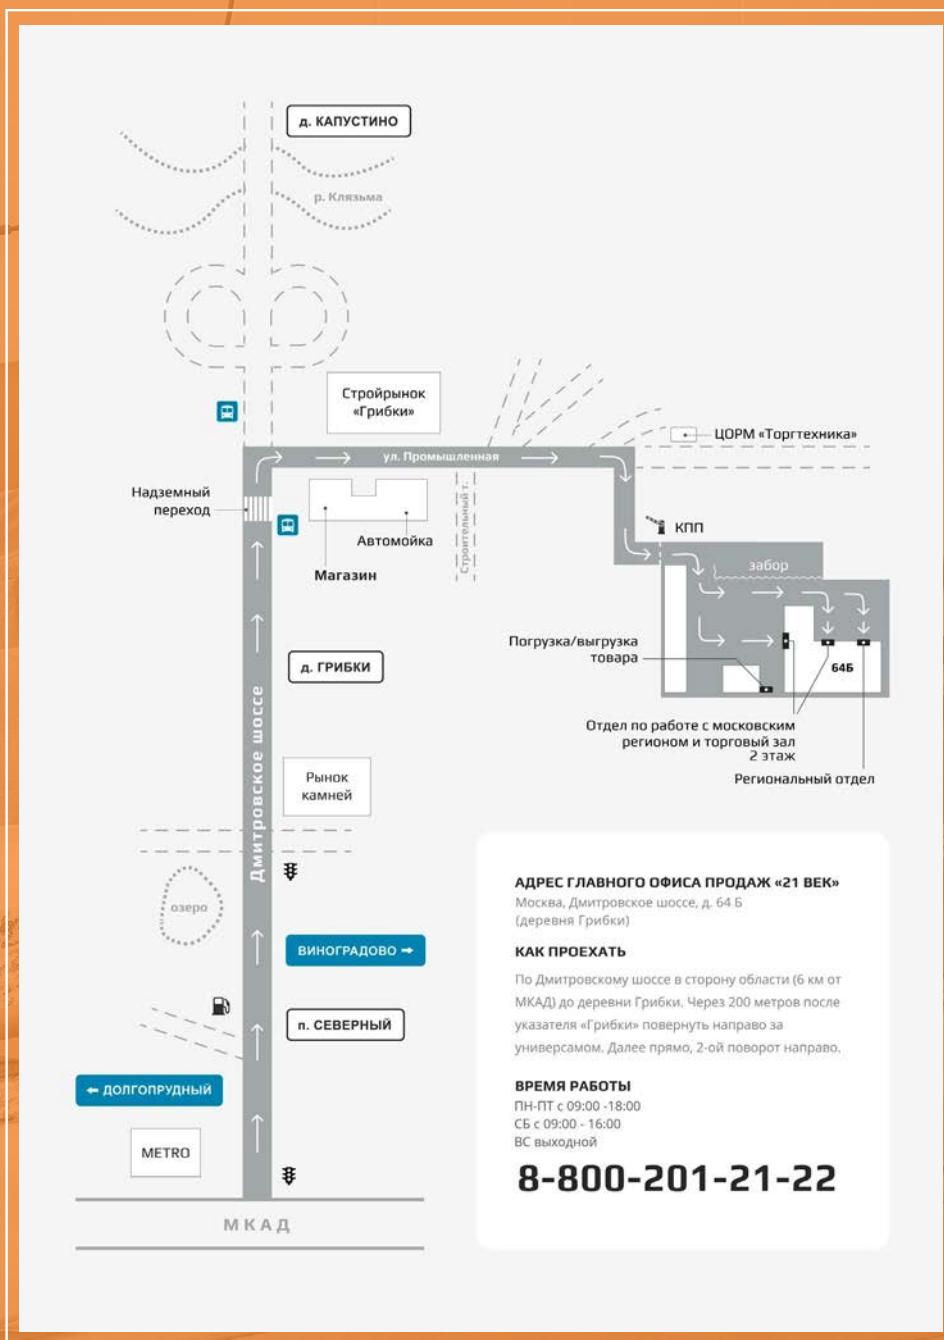 д. КАПУСТИНО
р. Клязьма
Стройрынок
«Грибки»
ЦОРМ «Торгтехника»
ул. Промышленная
Надземный
переход
Строительный т.
КПП
Автомойка
Магазин
забор
Погрузка/выгрузка
товара
64Б
д. ГРИБКИ
Отдел по работе с московским
регионом и торговый зал
2 этаж
Региональный отдел
Дмитровское шоссе
Рынок
камней
озеро
ВИНОГРАДОВО →
п. СЕВЕРНЫЙ
← ДОЛГОПРУДНЫЙ
METRO
МКАД
АДРЕС ГЛАВНОГО ОФИСА ПРОДАЖ «21 ВЕК»
Москва, Дмитровское шоссе, д. 64 Б
(деревня Грибки)
КАК ПРОЕХАТЬ
По Дмитровскому шоссе в сторону области (6 км от
МКАД) до деревни Грибки. Через 200 метров после
указателя «Грибки» повернуть направо за
универсамом. Далее прямо, 2-ой поворот направо.
ВРЕМЯ РАБОТЫ
ПН-ПТ с 09:00 -18:00
СБ с 09:00 - 16:00
ВС выходной
8-800-201-21-22